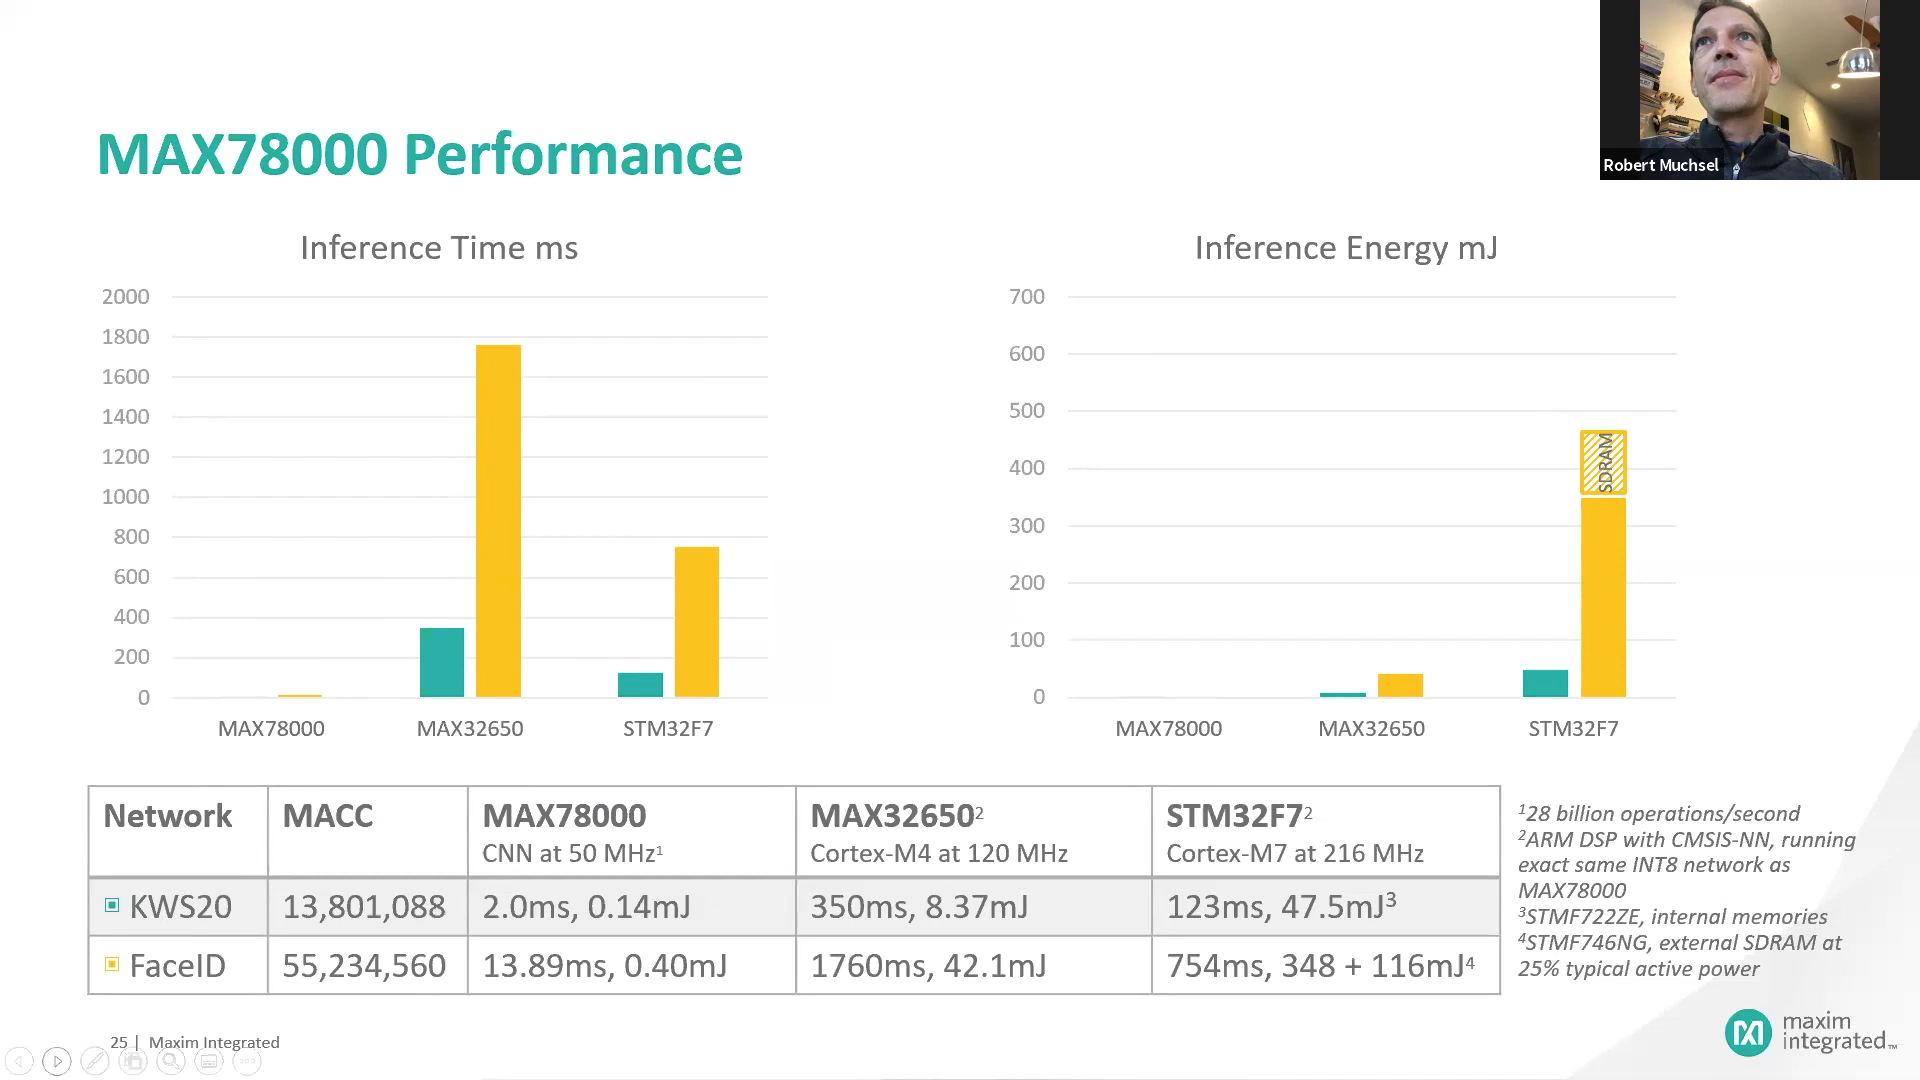 Robert Muchsel
MAX78000 Performance
Inference Time ms
2000
1800
1600
1400
1200
1000
800
600
400
200
0
MAX78000 MAX32650 STM32F7
Inference Energy mJ
700
600
500
400
300
200
100
0
SDRAM
MAX78000 MAX32650 STM32F7
Network MACC MAX78000 MAX32650² STM32F7²
CNN at 50 MHz¹ Cortex-M4 at 120 MHz Cortex-M7 at 216 MHz
KWS20 13,801,088 2.0ms, 0.14mJ 350ms, 8.37mJ 123ms, 47.5mJ³
FaceID 55,234,560 13.89ms, 0.40mJ 1760ms, 42.1mJ 754ms, 348 + 116mJ⁴
¹28 billion operations/second
²ARM DSP with CMSIS-NN, running
exact same INT8 network as
MAX78000
³STMF722ZE, internal memories
⁴STMF746NG, external SDRAM at
25% typical active power
25 | Maxim Integrated
maxim
integrated™